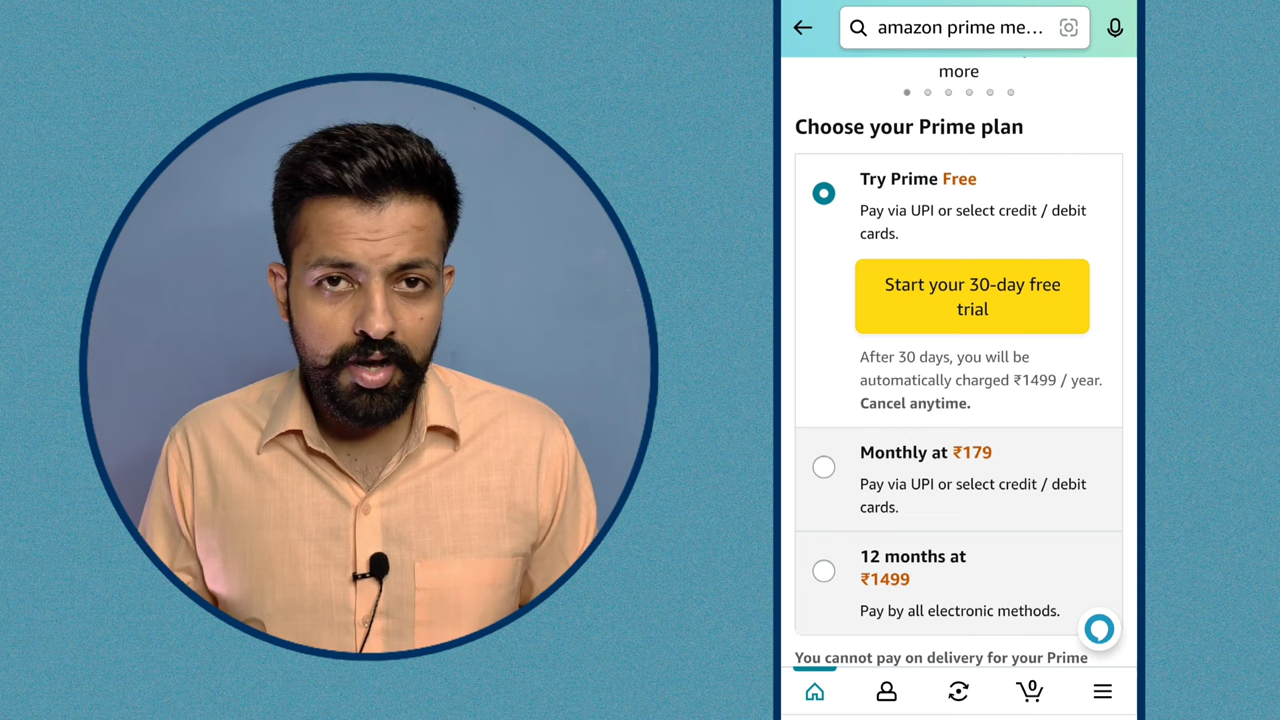 amazon prime me...
more
Choose your Prime plan
Try Prime Free
Pay via UPI or select credit / debit
cards.
Start your 30-day free
trial
After 30 days, you will be
automatically charged ₹1499 / year.
Cancel anytime.
Monthly at ₹179
Pay via UPI or select credit / debit
cards.
12 months at
₹1499
Pay by all electronic methods.
You cannot pay on delivery for your Prime
0